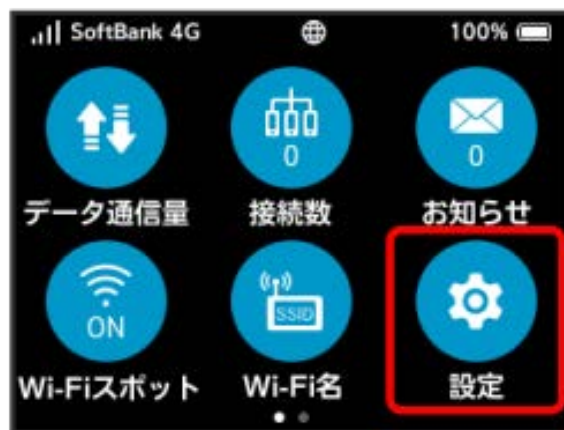 SoftBank 4G 100%
0 0
データ通信量 接続数 お知らせ
ON SSID
Wi-Fiスポット Wi-Fi名 設定